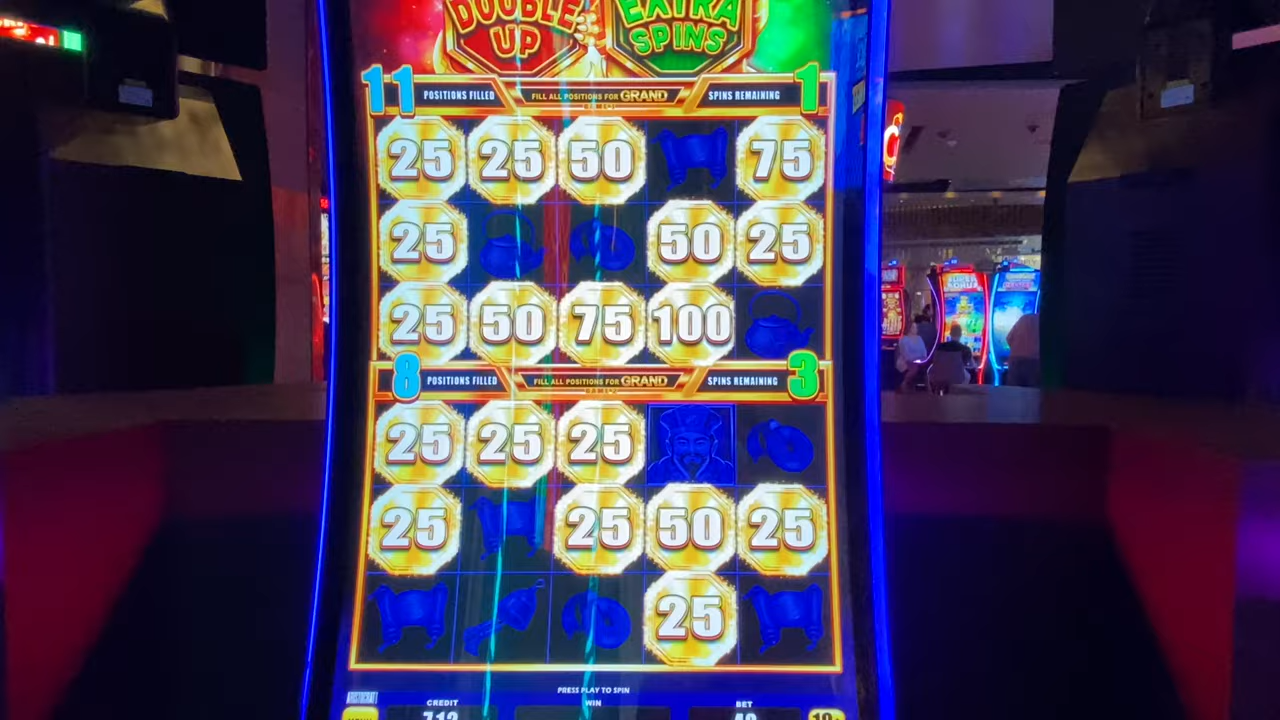 DOUBLE EXTRA
UP SPINS
11 POSITIONS FILLED FILL ALL POSITIONS FOR GRAND SPINS REMAINING 1
25 25 50 75
25 50 25
25 50 75 100
8 POSITIONS FILLED FILL ALL POSITIONS FOR GRAND SPINS REMAINING 3
25 25 25
25 25 50 25
25
PRESS PLAY TO SPIN
CREDIT WIN BET